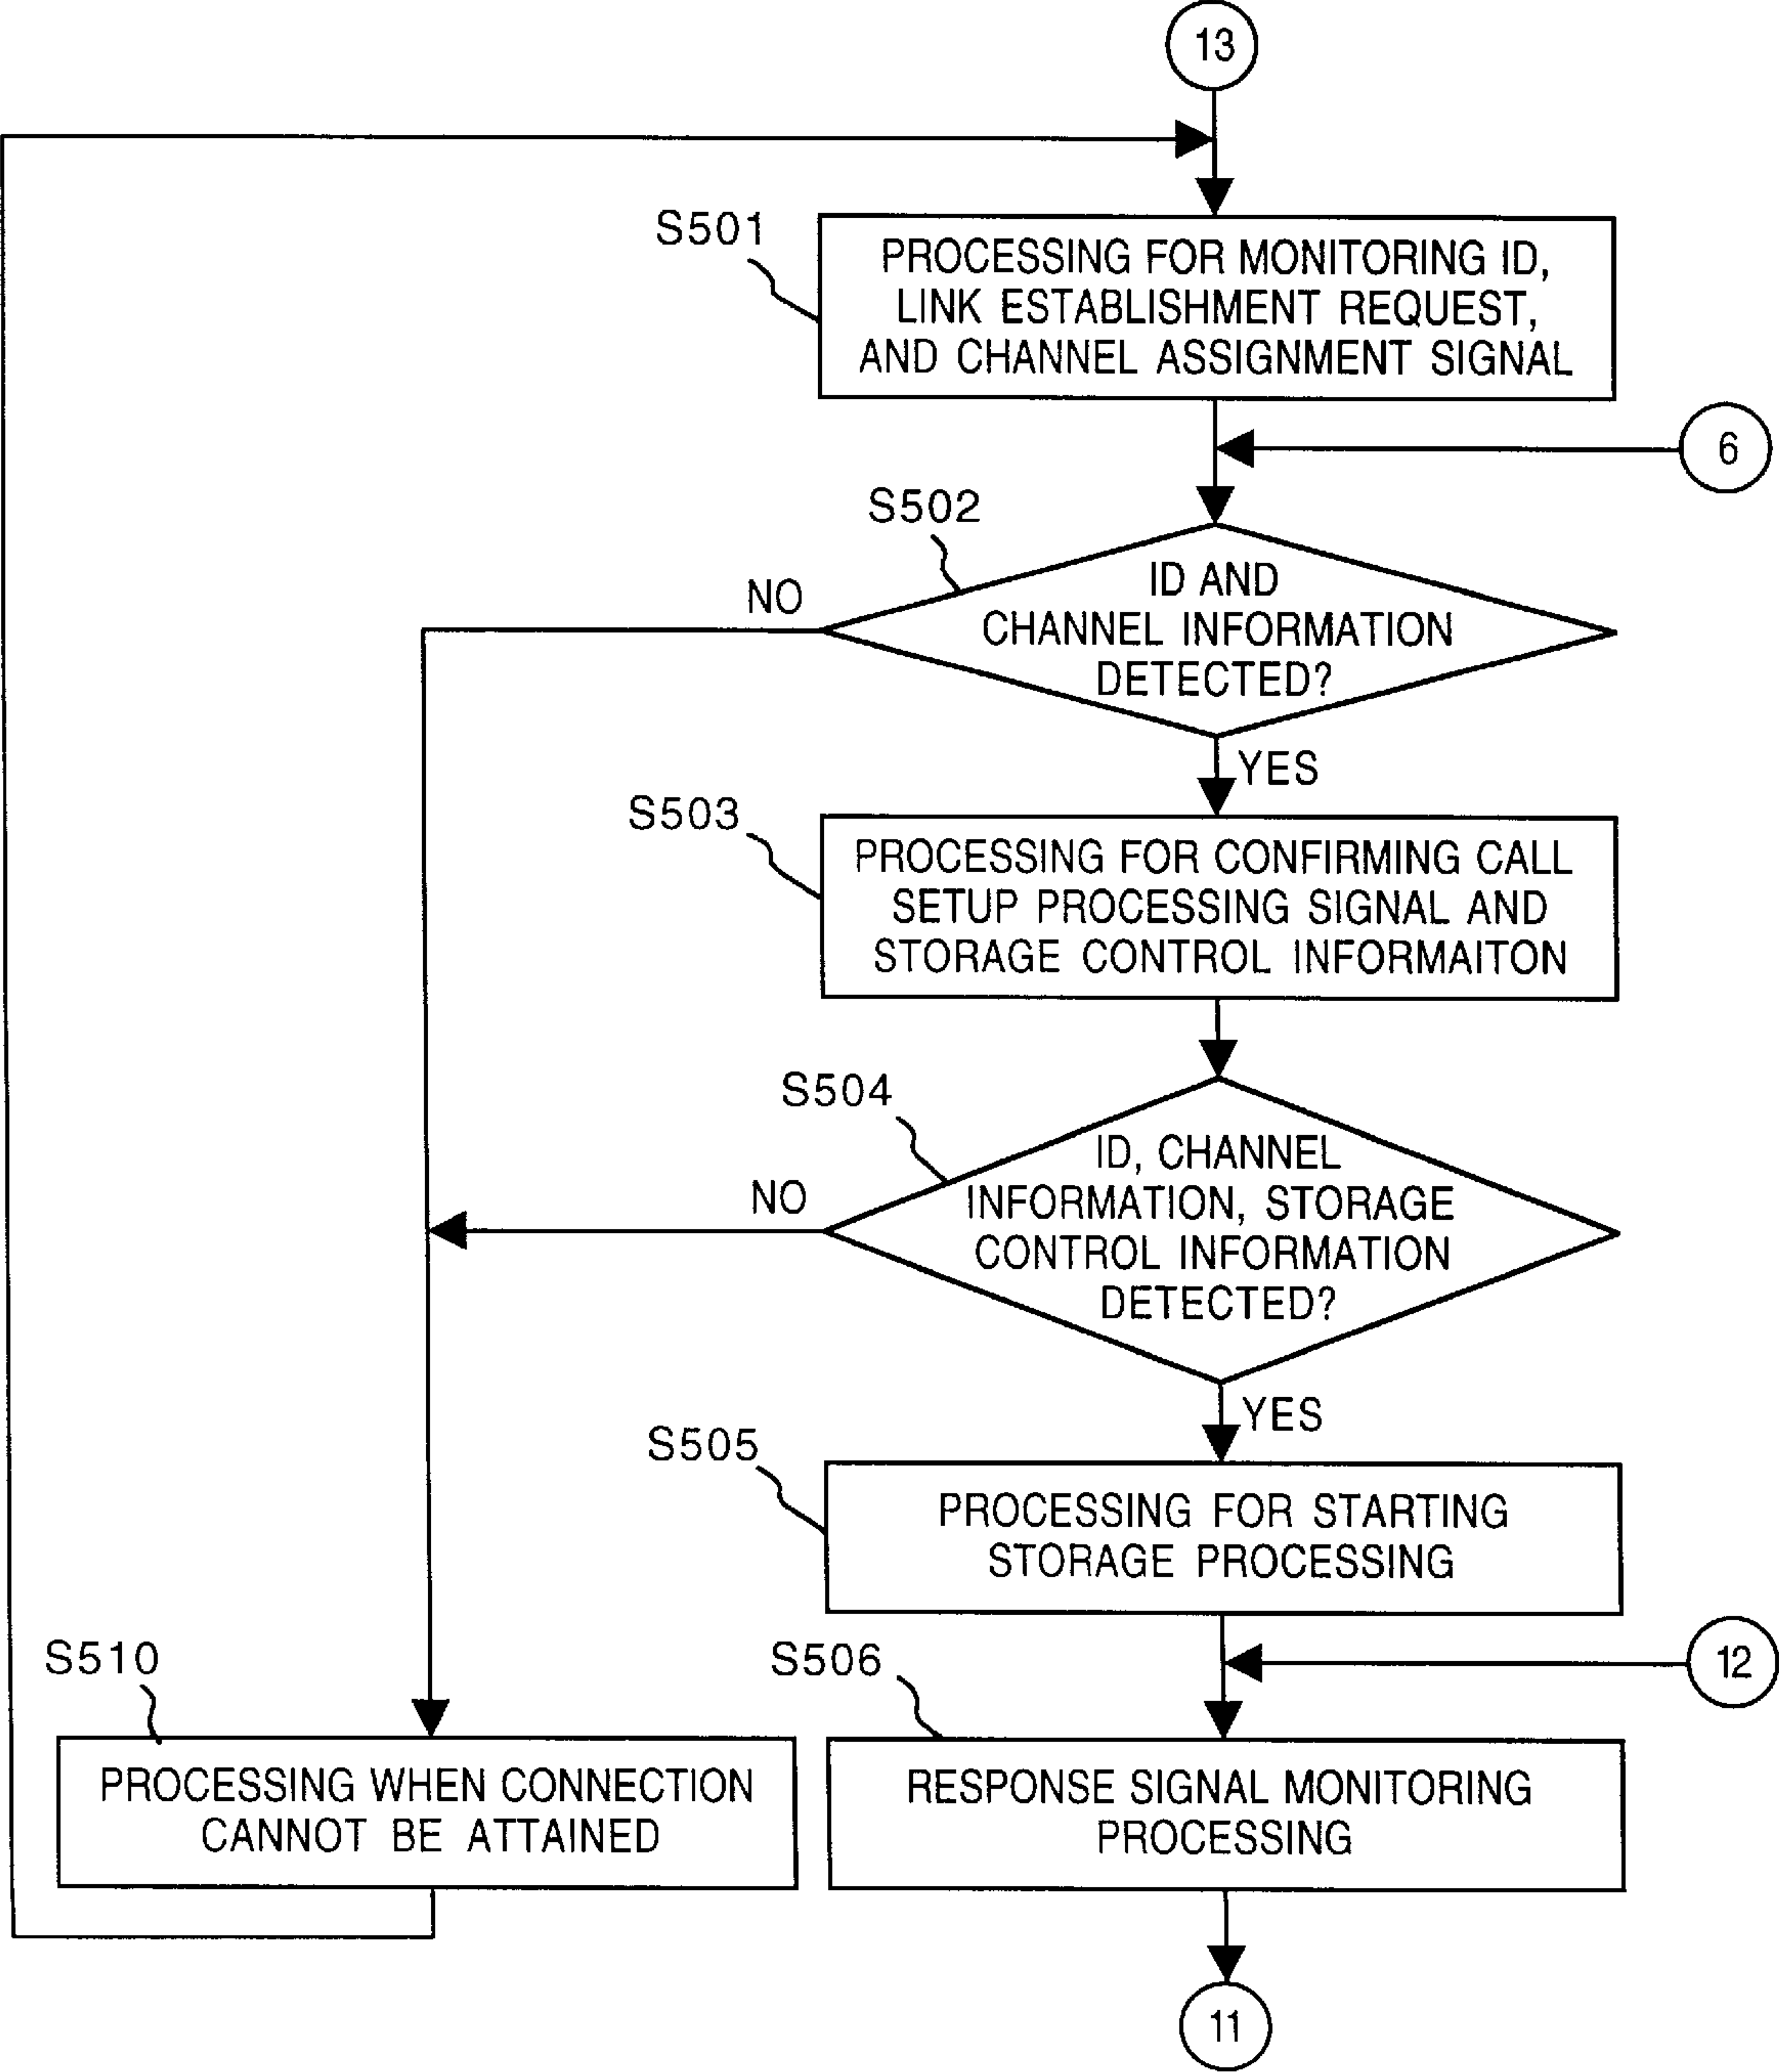 13
S501
PROCESSING FOR MONITORING ID,
LINK ESTABLISHMENT REQUEST,
AND CHANNEL ASSIGNMENT SIGNAL
6
S502
NO
ID AND
CHANNEL INFORMATION
DETECTED?
YES
S503
PROCESSING FOR CONFIRMING CALL
SETUP PROCESSING SIGNAL AND
STORAGE CONTROL INFORMAITON
S504
NO
ID, CHANNEL
INFORMATION, STORAGE
CONTROL INFORMATION
DETECTED?
YES
S505
PROCESSING FOR STARTING
STORAGE PROCESSING
12
S510
PROCESSING WHEN CONNECTION
CANNOT BE ATTAINED
S506
RESPONSE SIGNAL MONITORING
PROCESSING
11